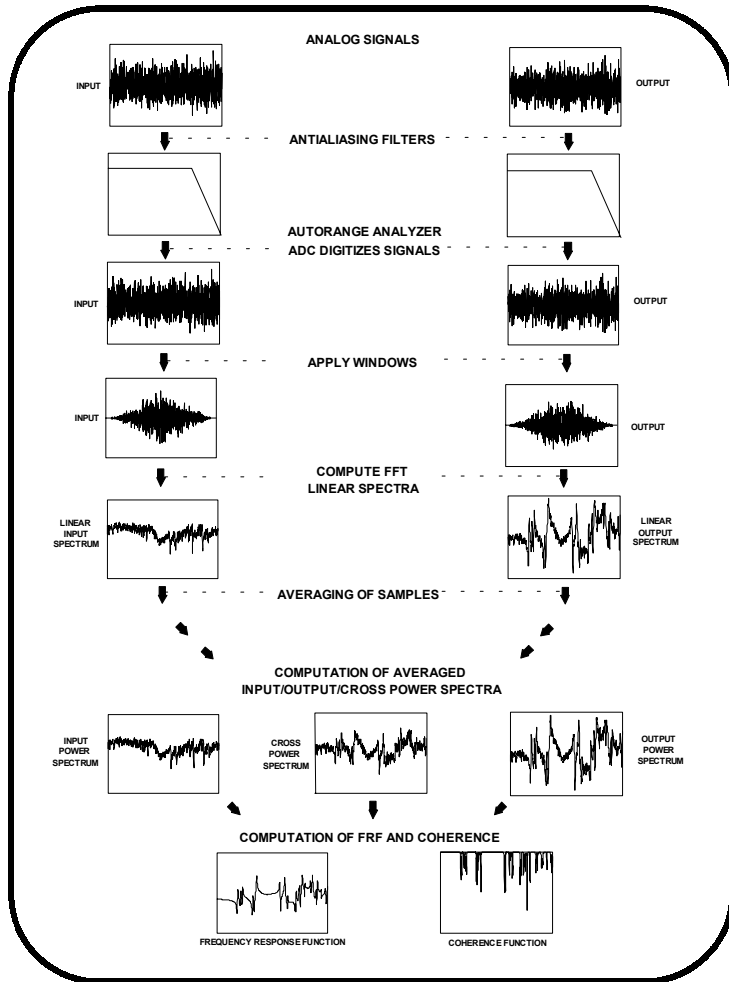 ANALOG SIGNALS
INPUT
OUTPUT
ANTIALIASING FILTERS
AUTORANGE ANALYZER
ADC DIGITIZES SIGNALS
INPUT
OUTPUT
APPLY WINDOWS
INPUT
OUTPUT
COMPUTE FFT
LINEAR SPECTRA
LINEAR
INPUT
SPECTRUM
LINEAR
OUTPUT
SPECTRUM
AVERAGING OF SAMPLES
COMPUTATION OF AVERAGED
INPUT/OUTPUT/CROSS POWER SPECTRA
INPUT
POWER
SPECTRUM
CROSS
POWER
SPECTRUM
OUTPUT
POWER
SPECTRUM
COMPUTATION OF FRF AND COHERENCE
FREQUENCY RESPONSE FUNCTION
COHERENCE FUNCTION